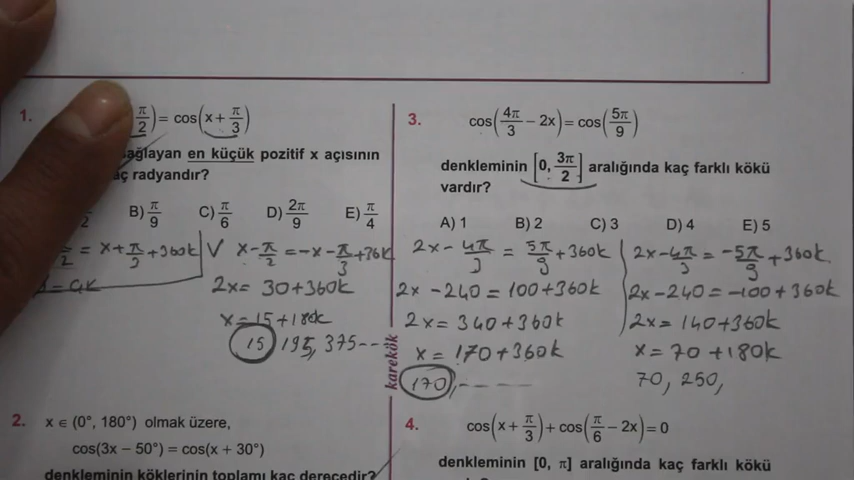 1.
π/2) = cos(x + π/3)
ağlayan en küçük pozitif x açısının
aç radyandır?
B) π/9 C) π/6 D) 2π/9 E) π/4
= x + π/3 + 360k V x - π/2 = -x - π/3 + 36k
2x = 30 + 360k
x = 15 + 180k
15, 195, 375---
2. x ∈ (0°, 180°) olmak üzere,
cos(3x – 50°) = cos(x + 30°)
denkleminin köklerinin toplamı kaç derecedir?
karekök
3. cos(4π/3 – 2x) = cos(5π/9)
denkleminin [0, 3π/2] aralığında kaç farklı kökü
vardır?
A) 1 B) 2 C) 3 D) 4 E) 5
2x - 4π/3 = 5π/9 + 360k 2x - 4π/3 = -5π/9 + 360k
2x - 240 = 100 + 360k 2x - 240 = -100 + 360k
2x = 340 + 360k 2x = 140 + 360k
x = 170 + 360k x = 70 + 180k
170, ---- 70, 250,
4. cos(x + π/3) + cos(π/6 – 2x) = 0
denkleminin [0, π] aralığında kaç farklı kökü